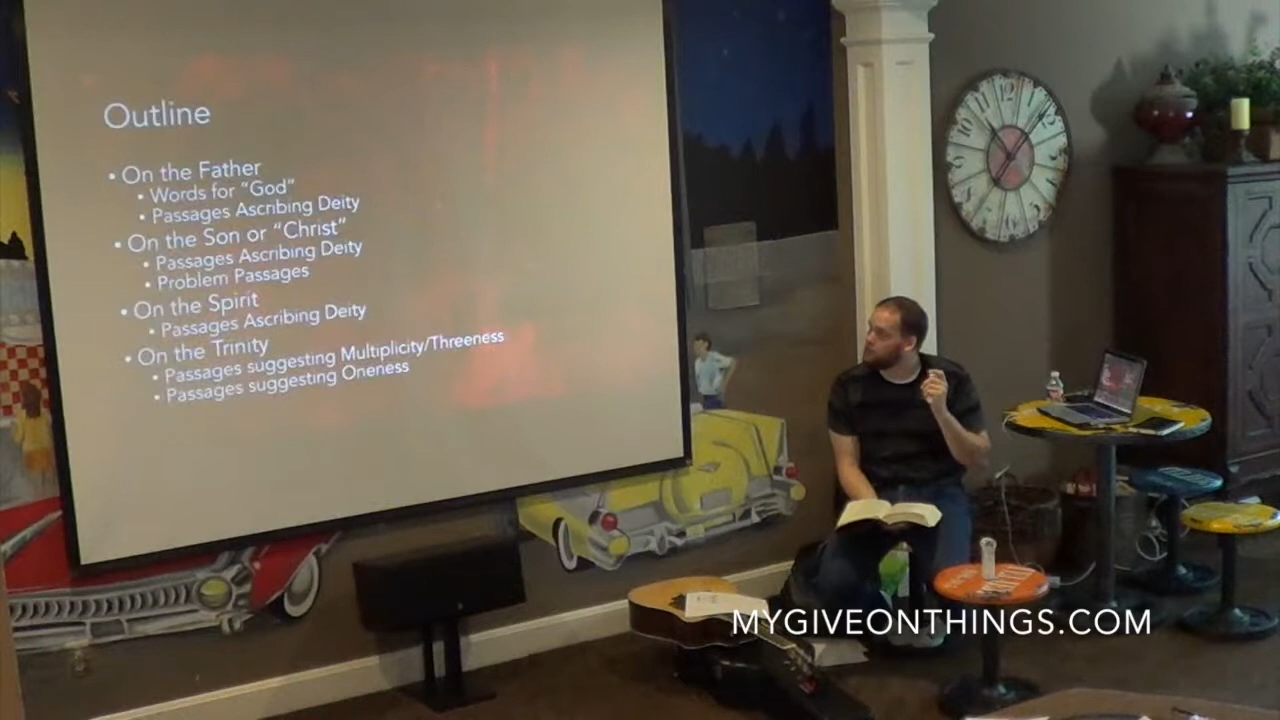 Outline
• On the Father
• Words for “God”
• Passages Ascribing Deity
• On the Son or “Christ”
• Passages Ascribing Deity
• Problem Passages
• On the Spirit
• Passages Ascribing Deity
• On the Trinity
• Passages suggesting Multiplicity/Threeness
• Passages suggesting Oneness
MYGIVEONTHINGS.COM